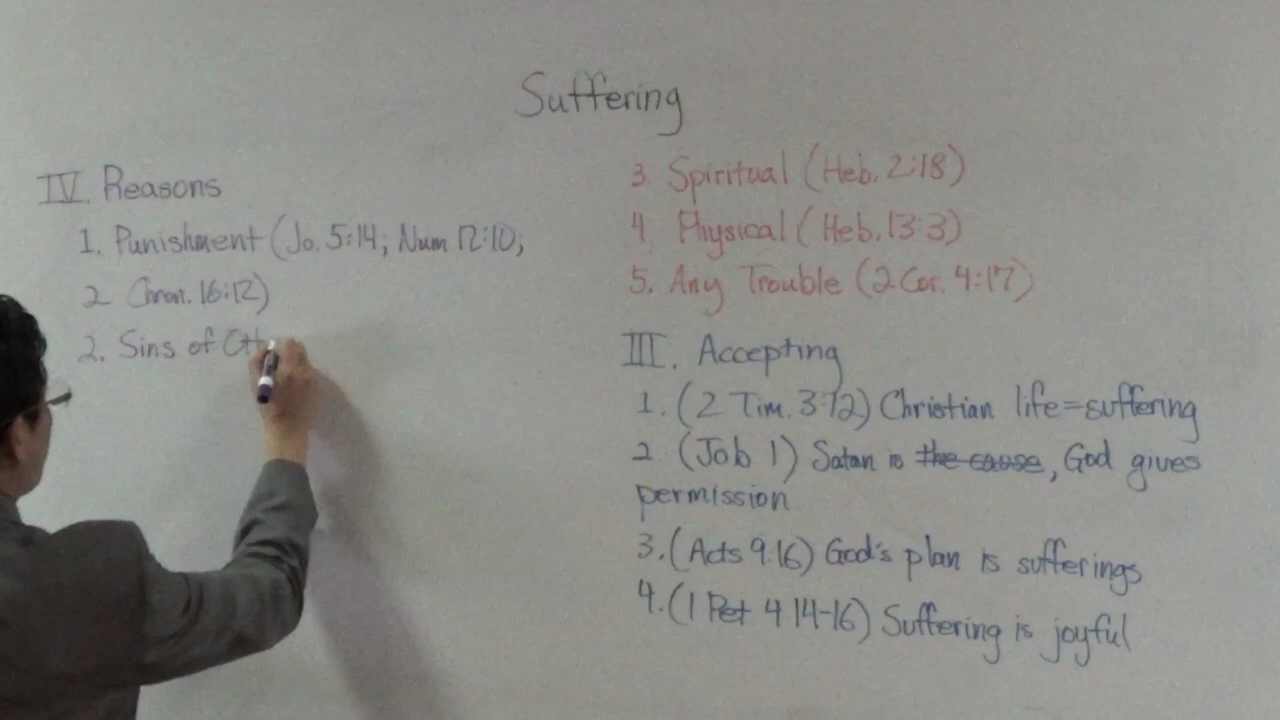 Suffering
IV. Reasons
1. Punishment (Jo. 5:14; Num 12:10;
2 Chron. 16:12)
2. Sins of Oth
3. Spiritual (Heb. 2:18)
4. Physical (Heb. 13:3)
5. Any Trouble (2 Cor. 4:17)
III. Accepting
1. (2 Tim. 3:12) Christian life=suffering
2. (Job 1) Satan is the cause, God gives
permission
3. (Acts 9:16) God's plan is sufferings
4. (1 Pet 4:14-16) Suffering is joyful